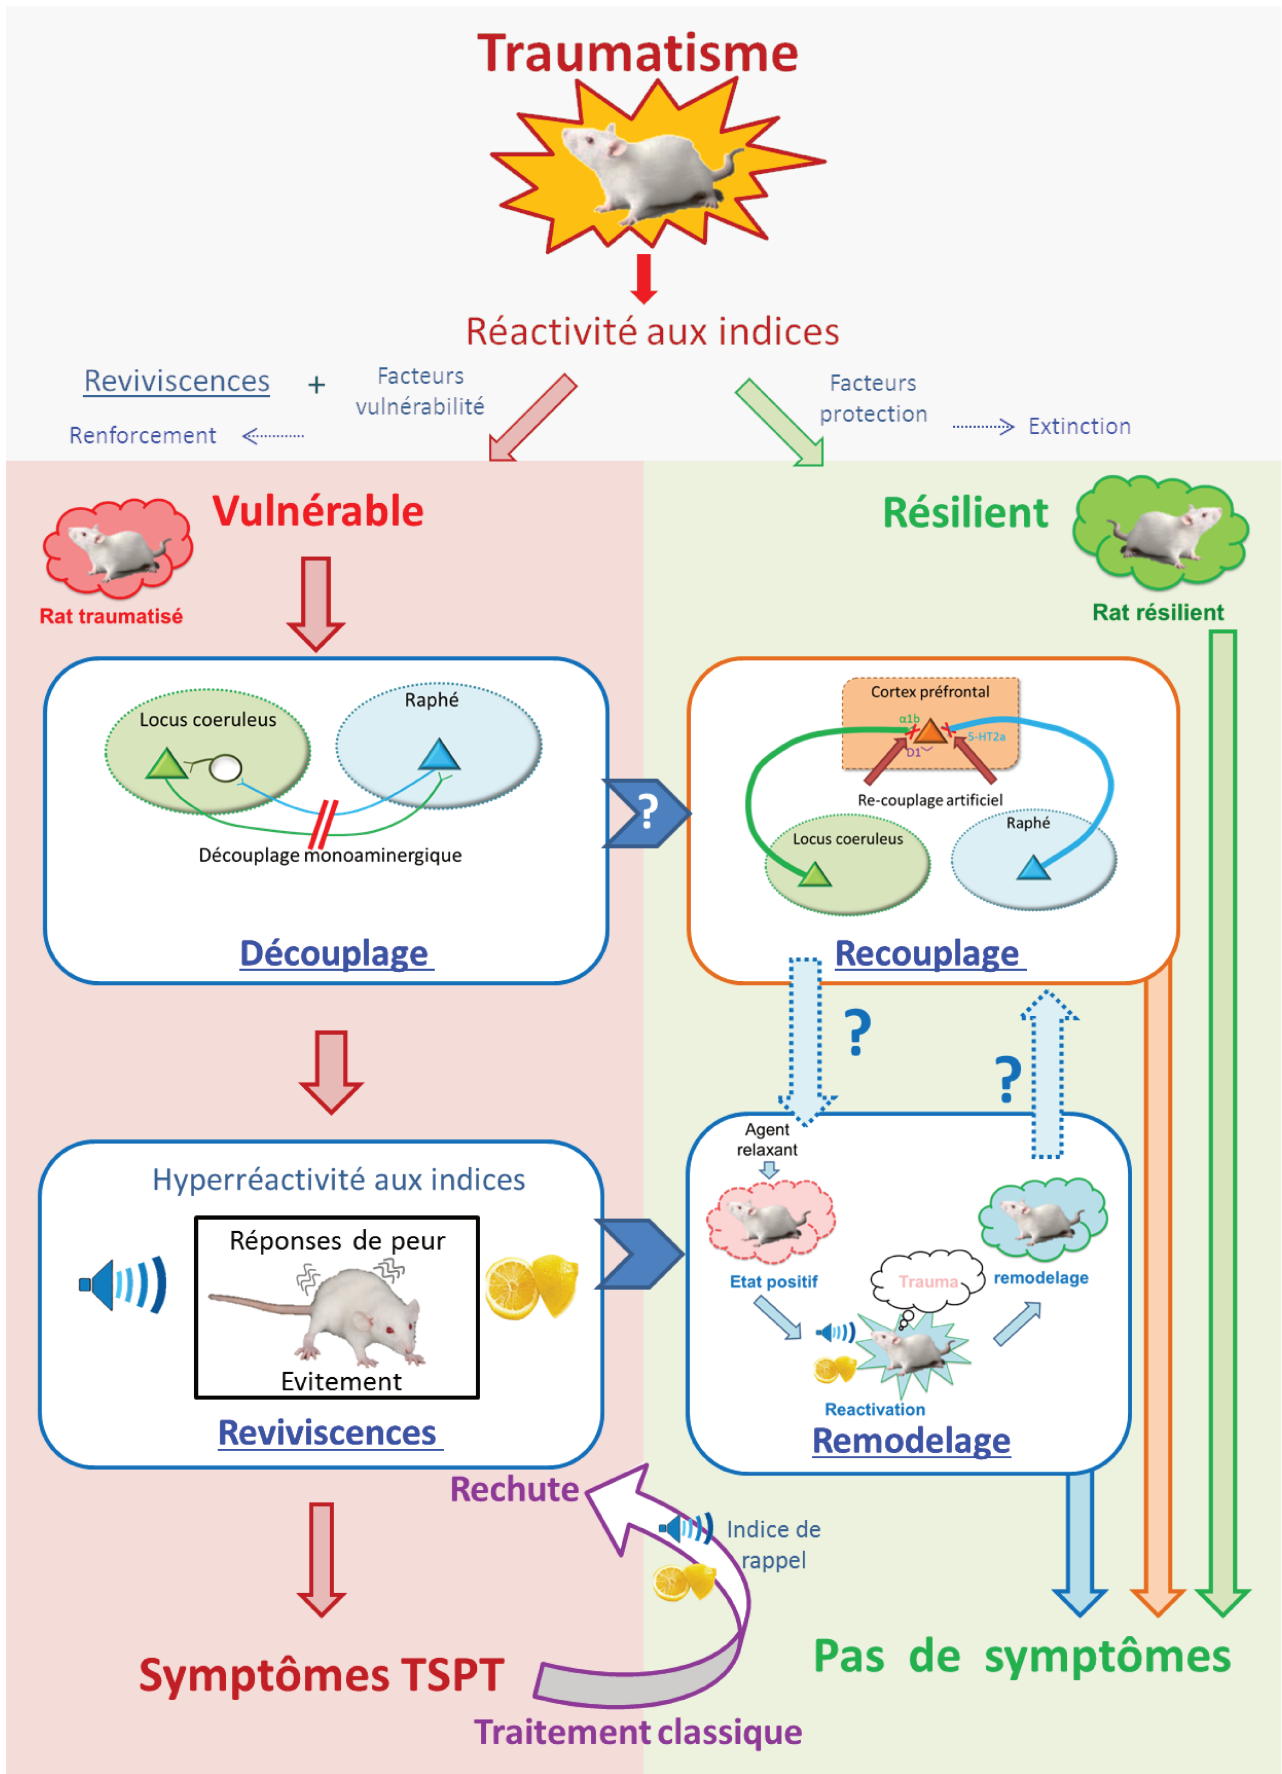 Traumatisme
Réactivité aux indices
Reviviscences + Facteurs
vulnérabilité
Renforcement
Facteurs
protection
Extinction
Vulnérable
Rat traumatisé
Résilient
Rat résilient
Locus coeruleus
Raphé
Découplage monoaminergique
Découplage
?
Cortex préfrontal
α1b
5-HT2a
D1
Re-couplage artificiel
Locus coeruleus
Raphé
Recouplage
?
?
Hyperréactivité aux indices
Réponses de peur
Evitement
Reviviscences
Agent
relaxant
Etat positif
Trauma
remodelage
Reactivation
Remodelage
Rechute
Indice de
rappel
Symptômes TSPT
Pas de symptômes
Traitement classique